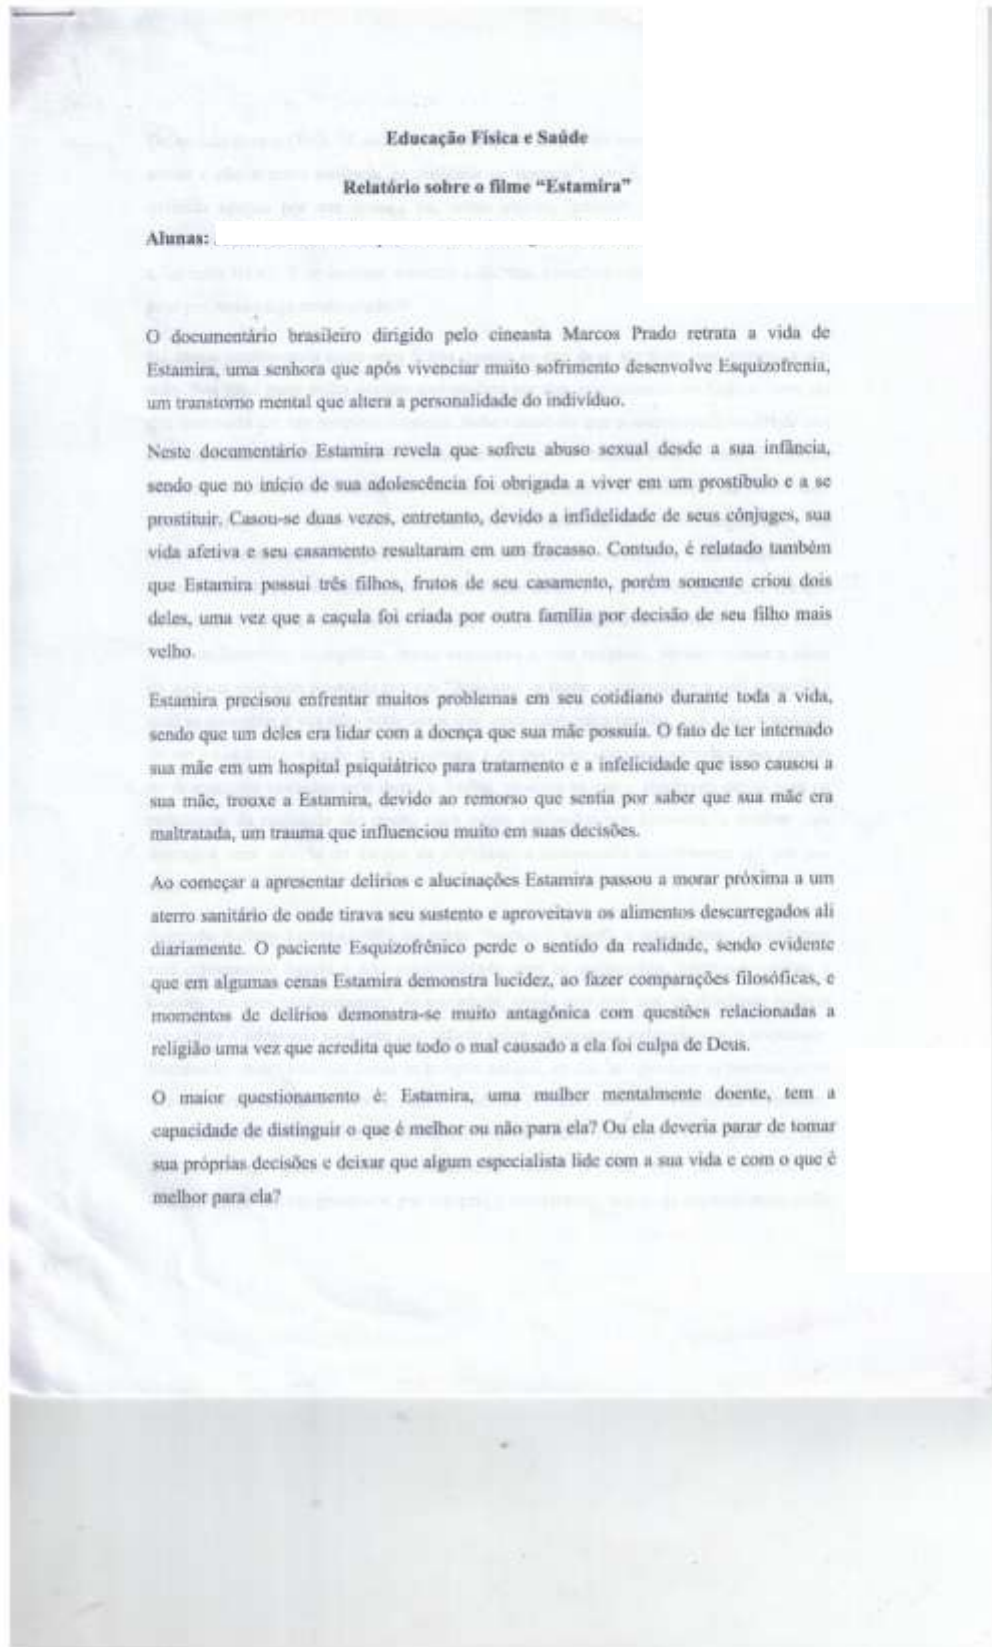 Educação Física e Saúde
Relatório sobre o filme “Estamira”
Alunas:
O documentário brasileiro dirigido pelo cineasta Marcos Prado retrata a vida de
Estamira, uma senhora que após vivenciar muito sofrimento desenvolve Esquizofrenia,
um transtorno mental que altera a personalidade do indivíduo.
Neste documentário Estamira revela que sofreu abuso sexual desde a sua infância,
sendo que no início de sua adolescência foi obrigada a viver em um prostíbulo e a se
prostituir. Casou-se duas vezes, entretanto, devido a infidelidade de seus cônjuges, sua
vida afetiva e seu casamento resultaram em um fracasso. Contudo, é relatado também
que Estamira possui três filhos, frutos de seu casamento, porém somente criou dois
deles, uma vez que a caçula foi criada por outra família por decisão de seu filho mais
velho.
Estamira precisou enfrentar muitos problemas em seu cotidiano durante toda a vida,
sendo que um deles era lidar com a doença que sua mãe possuía. O fato de ter internado
sua mãe em um hospital psiquiátrico para tratamento e a infelicidade que isso causou a
sua mãe, trouxe a Estamira, devido ao remorso que sentia por saber que sua mãe era
maltratada, um trauma que influenciou muito em suas decisões.
Ao começar a apresentar delírios e alucinações Estamira passou a morar próxima a um
aterro sanitário de onde tirava seu sustento e aproveitava os alimentos descarregados ali
diariamente. O paciente Esquizofrênico perde o sentido da realidade, sendo evidente
que em algumas cenas Estamira demonstra lucidez, ao fazer comparações filosóficas, e
momentos de delírios demonstra-se muito antagônica com questões relacionadas a
religião uma vez que acredita que todo o mal causado a ela foi culpa de Deus.
O maior questionamento é: Estamira, uma mulher mentalmente doente, tem a
capacidade de distinguir o que é melhor ou não para ela? Ou ela deveria parar de tomar
sua próprias decisões e deixar que algum especialista lide com a sua vida e com o que é
melhor para ela?